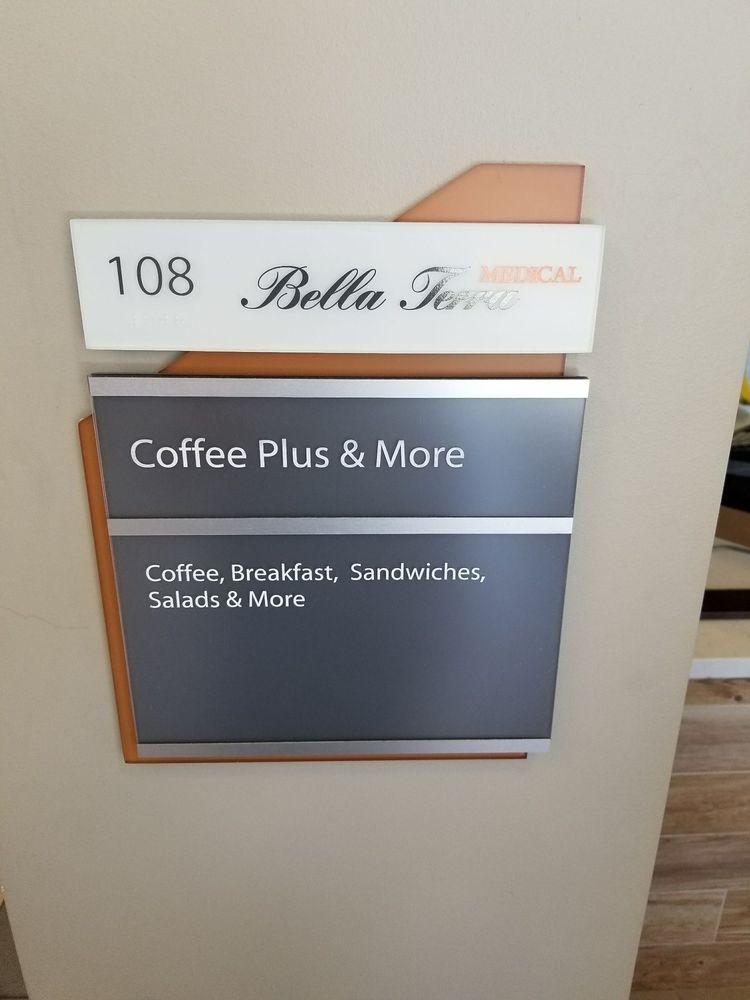 108 Bella Terra MEDICAL
Coffee Plus & More
Coffee, Breakfast, Sandwiches,
Salads & More